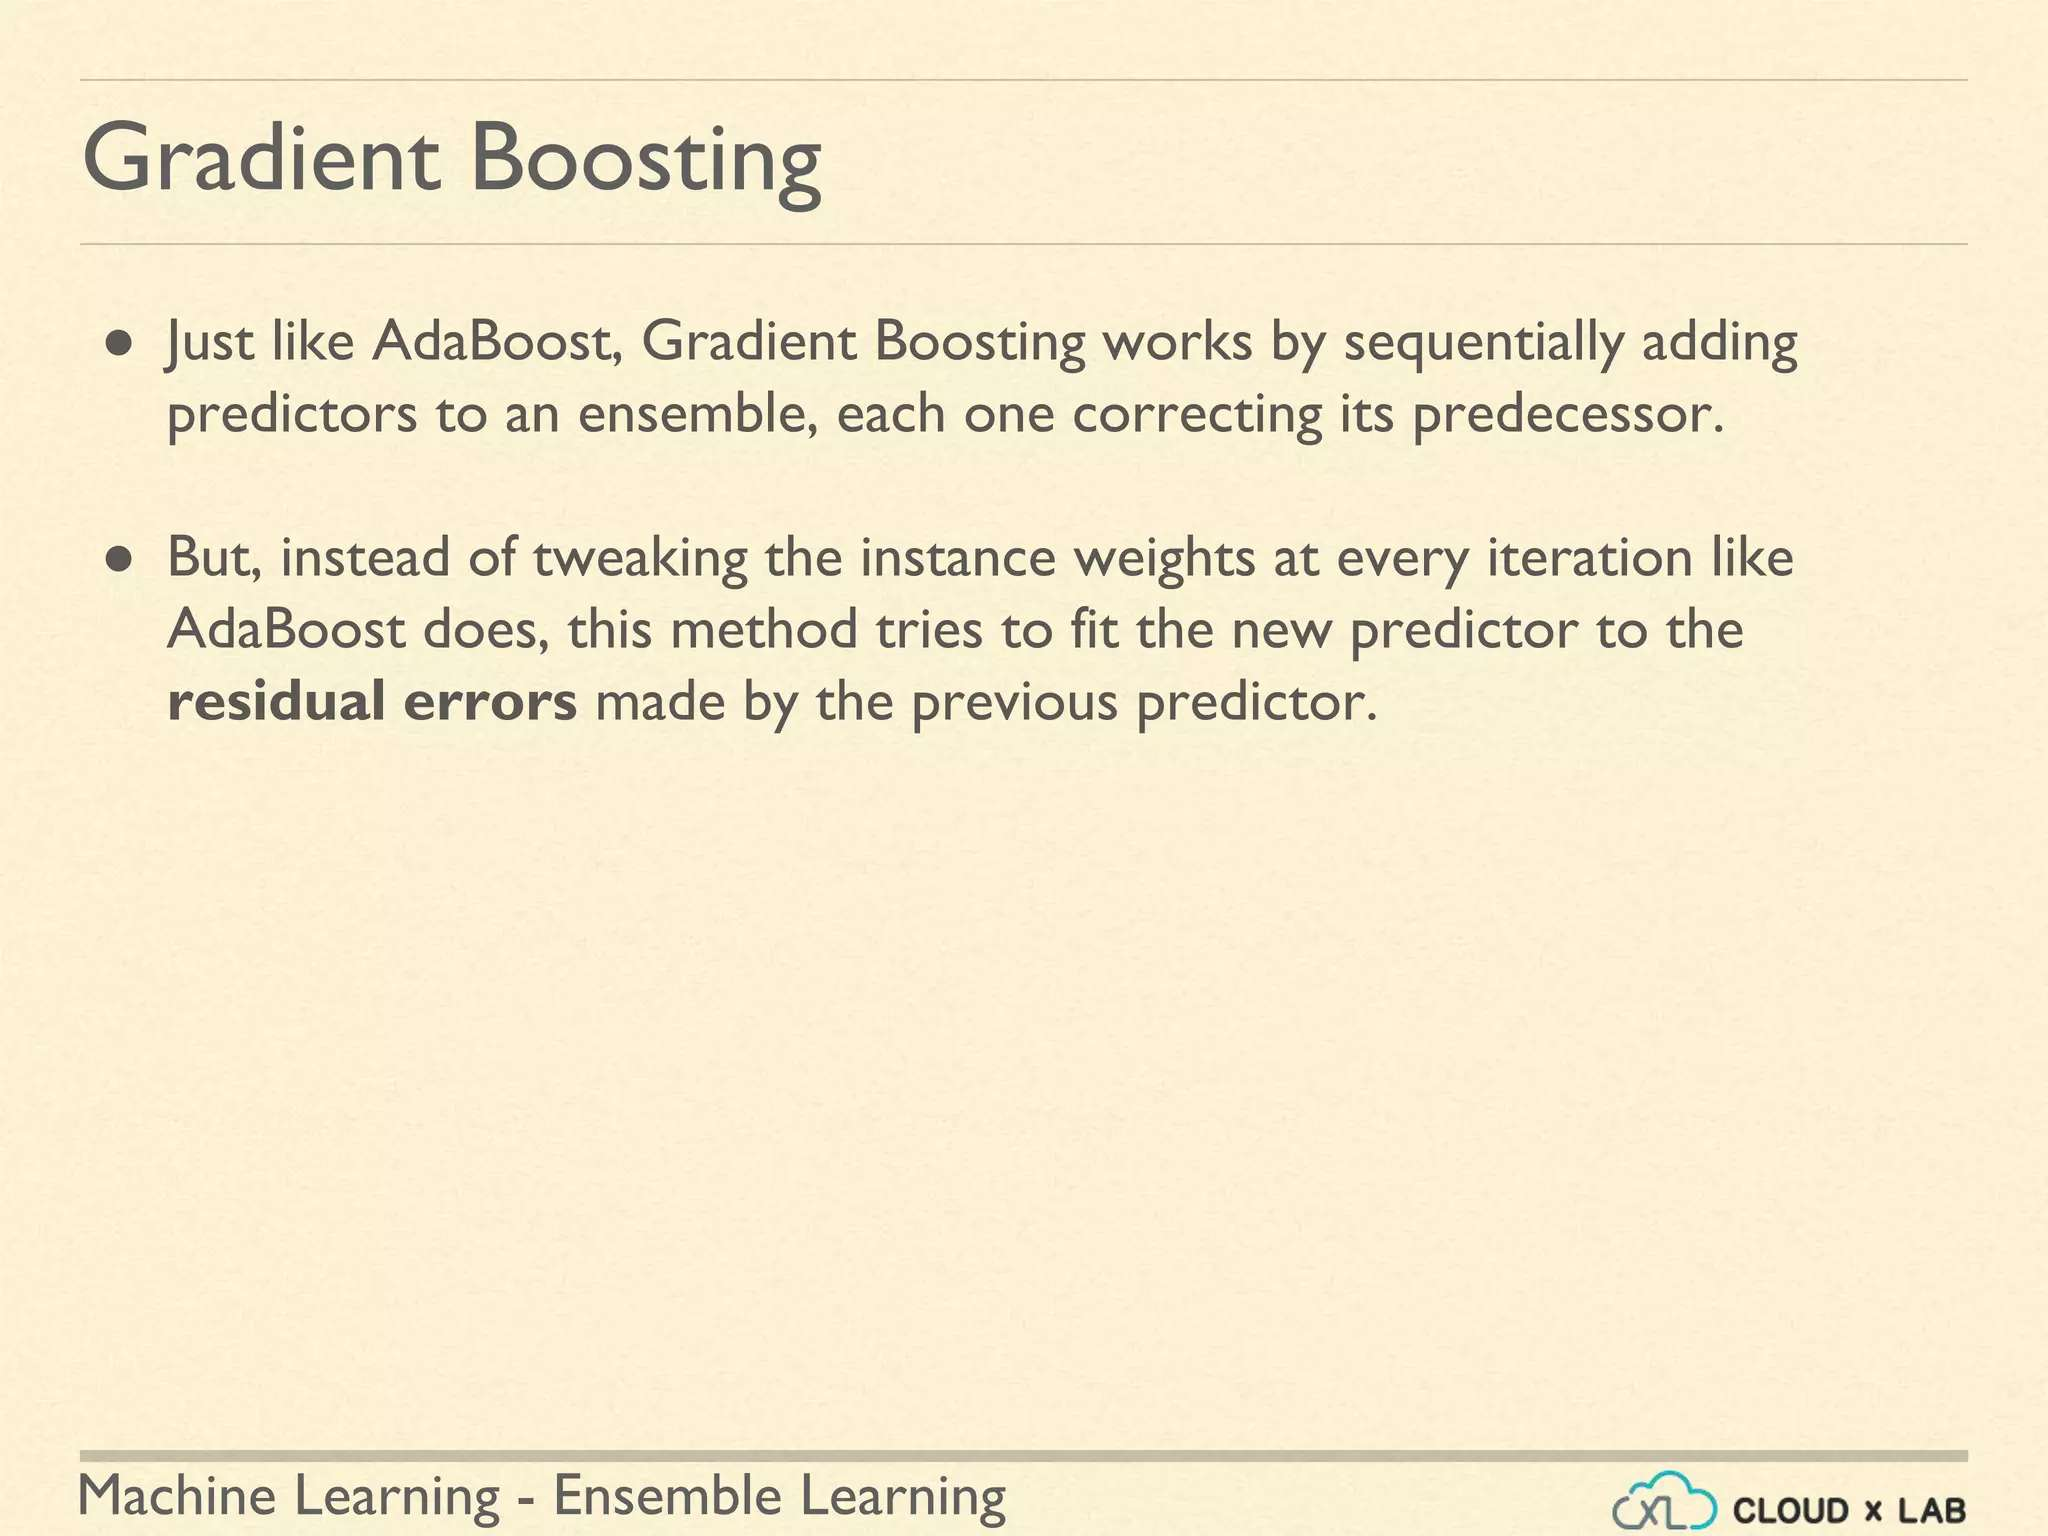 Gradient Boosting
● Just like AdaBoost, Gradient Boosting works by sequentially adding
predictors to an ensemble, each one correcting its predecessor.
● But, instead of tweaking the instance weights at every iteration like
AdaBoost does, this method tries to fit the new predictor to the
residual errors made by the previous predictor.
Machine Learning - Ensemble Learning
CXL CLOUD x LAB